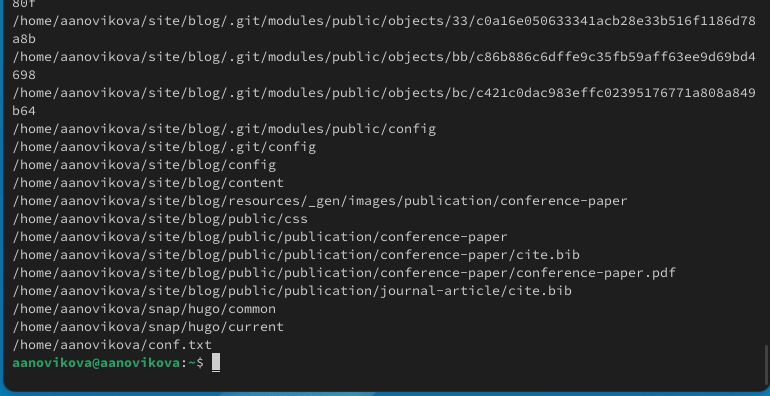 80f
/home/aanovikova/site/blog/.git/modules/public/objects/33/c0a16e050633341acb28e33b516f1186d78
a8b
/home/aanovikova/site/blog/.git/modules/public/objects/bb/c86b886c6dffe9c35fb59aff63ee9d69bd4
698
/home/aanovikova/site/blog/.git/modules/public/objects/bc/c421c0dac983effc02395176771a808a849
b64
/home/aanovikova/site/blog/.git/modules/public/config
/home/aanovikova/site/blog/.git/config
/home/aanovikova/site/blog/config
/home/aanovikova/site/blog/content
/home/aanovikova/site/blog/resources/_gen/images/publication/conference-paper
/home/aanovikova/site/blog/public/css
/home/aanovikova/site/blog/public/publication/conference-paper
/home/aanovikova/site/blog/public/publication/conference-paper/cite.bib
/home/aanovikova/site/blog/public/publication/conference-paper/conference-paper.pdf
/home/aanovikova/site/blog/public/publication/journal-article/cite.bib
/home/aanovikova/snap/hugo/common
/home/aanovikova/snap/hugo/current
/home/aanovikova/conf.txt
aanovikova@aanovikova:~$